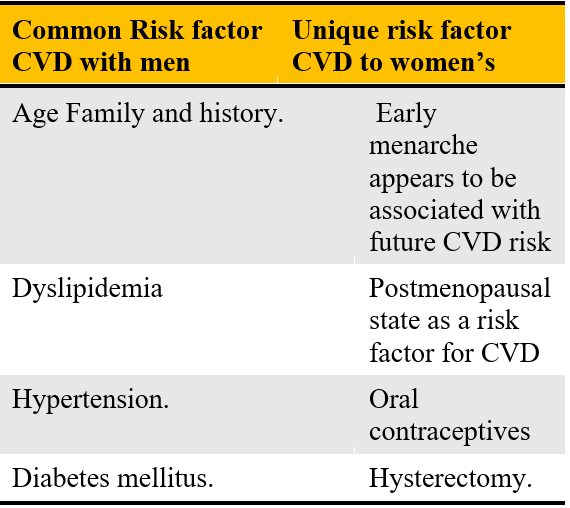 Common Risk factor
CVD with men
Unique risk factor
CVD to women’s
Age Family and history.
Early
menarche
appears to be
associated with
future CVD risk
Dyslipidemia
Postmenopausal
state as a risk
factor for CVD
Hypertension.
Oral
contraceptives
Diabetes mellitus.
Hysterectomy.